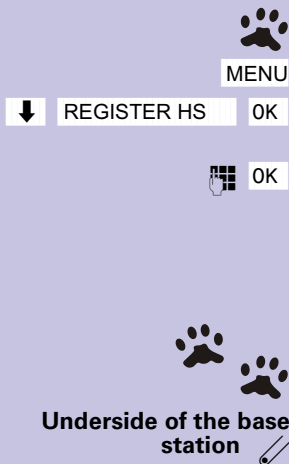 MENU
REGISTER HS OK
OK
Underside of the base
station